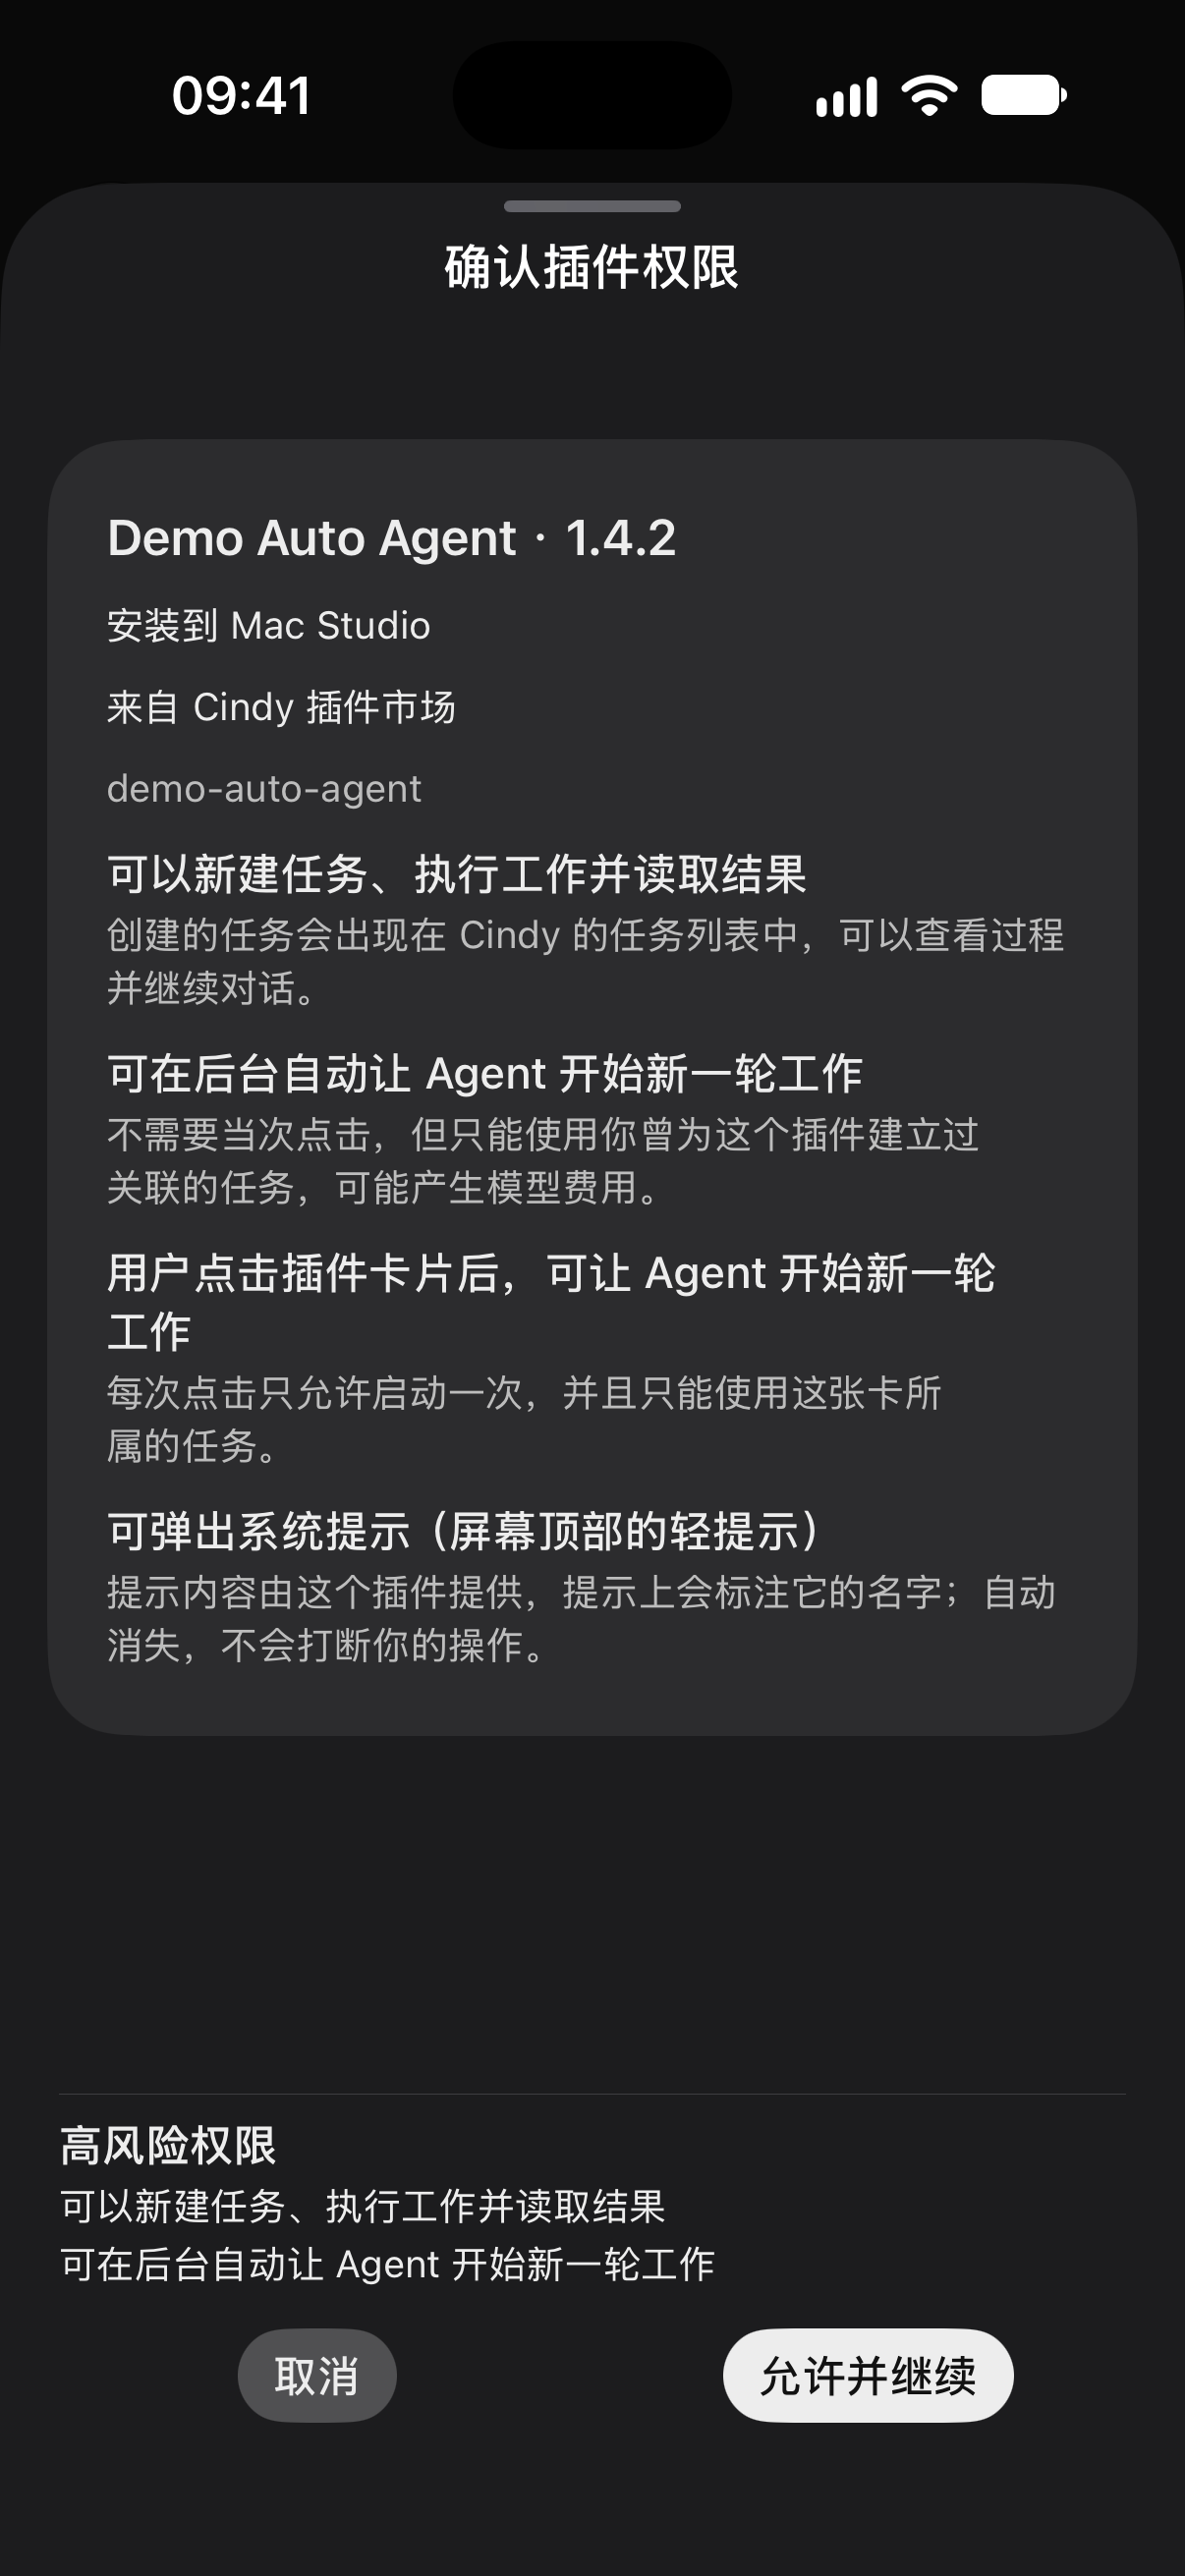 09:41
确认插件权限
Demo Auto Agent · 1.4.2
安装到 Mac Studio
来自 Cindy 插件市场
demo-auto-agent
可以新建任务、执行工作并读取结果
创建的任务会出现在 Cindy 的任务列表中，可以查看过程
并继续对话。
可在后台自动让 Agent 开始新一轮工作
不需要当次点击，但只能使用你曾为这个插件建立过
关联的任务，可能产生模型费用。
用户点击插件卡片后，可让 Agent 开始新一轮
工作
每次点击只允许启动一次，并且只能使用这张卡所
属的任务。
可弹出系统提示（屏幕顶部的轻提示）
提示内容由这个插件提供，提示上会标注它的名字；自动
消失，不会打断你的操作。
高风险权限
可以新建任务、执行工作并读取结果
可在后台自动让 Agent 开始新一轮工作
取消
允许并继续